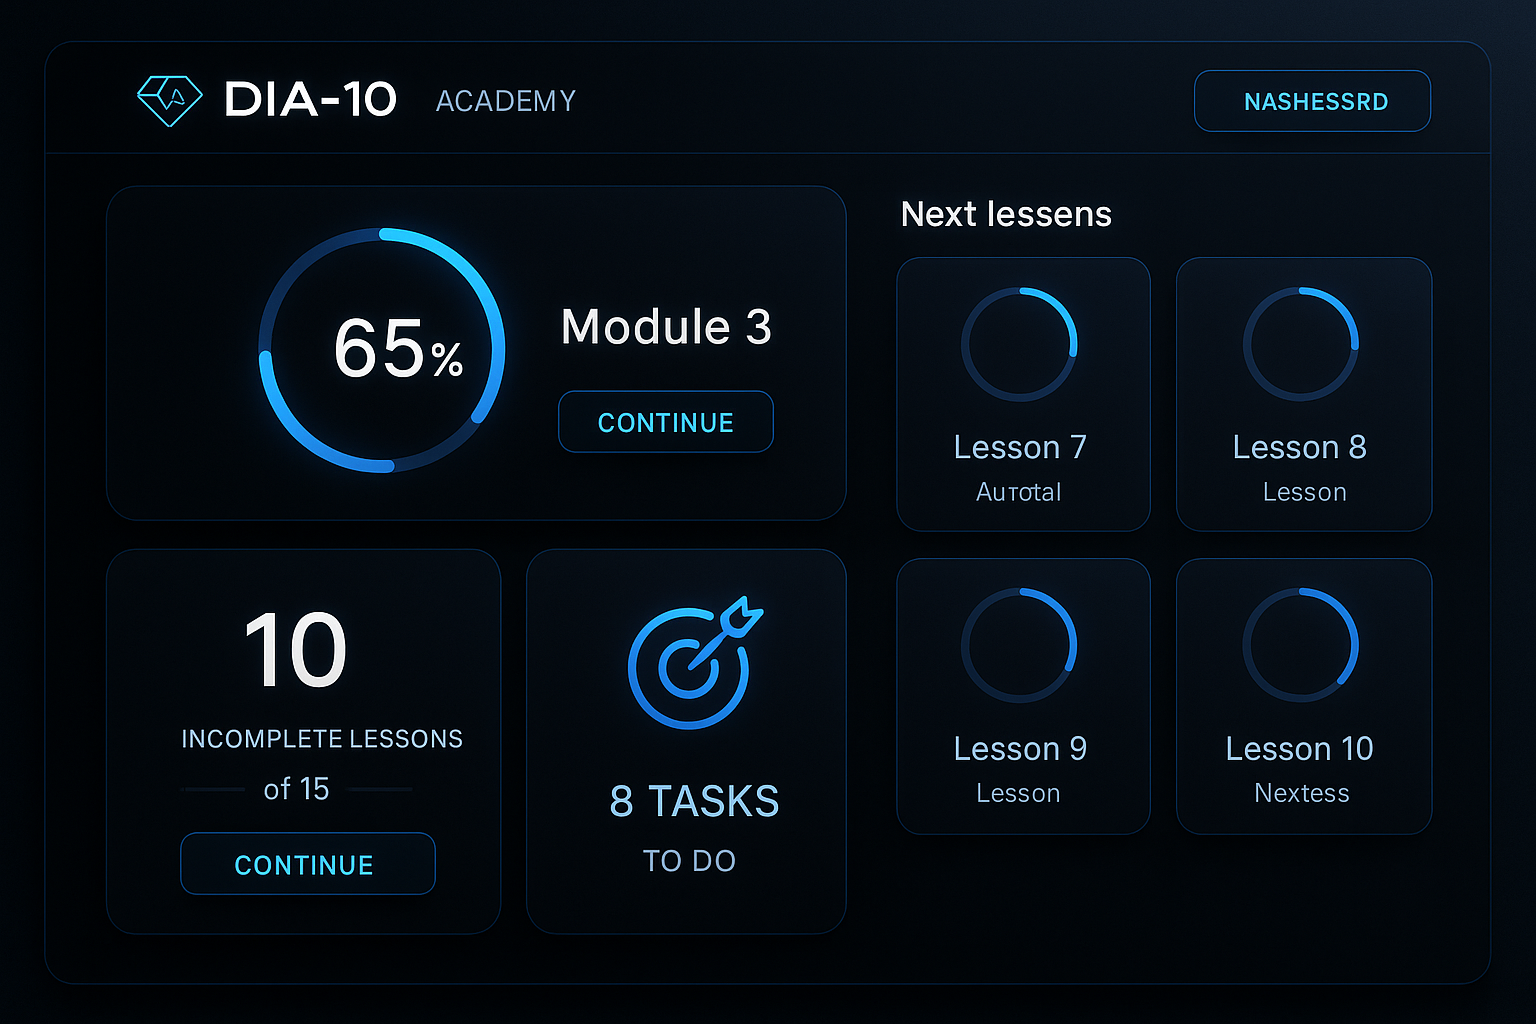 DIA-10 ACADEMY
NASHESSRD
65%
Module 3
CONTINUE
10
INCOMPLETE LESSONS
of 15
CONTINUE
8 TASKS
TO DO
Next lessens
Lesson 7
Lesson 8
Lesson
Lesson 9
Lesson
Lesson 10
Nextess